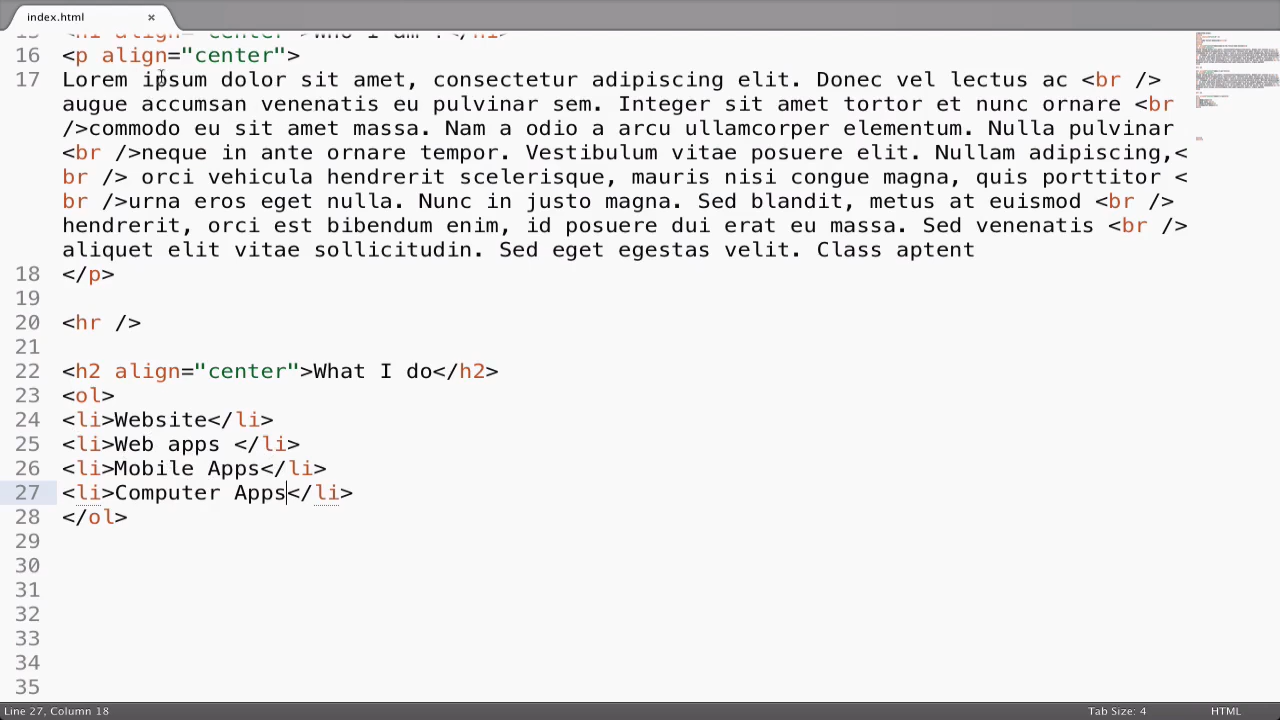 index.html ×
16 <p align="center">
17 Lorem ipsum dolor sit amet, consectetur adipiscing elit. Donec vel lectus ac <br />
augue accumsan venenatis eu pulvinar sem. Integer sit amet tortor et nunc ornare <br
/>commodo eu sit amet massa. Nam a odio a arcu ullamcorper elementum. Nulla pulvinar
<br />neque in ante ornare tempor. Vestibulum vitae posuere elit. Nullam adipiscing,<
br /> orci vehicula hendrerit scelerisque, mauris nisi congue magna, quis porttitor <
br />urna eros eget nulla. Nunc in justo magna. Sed blandit, metus at euismod <br />
hendrerit, orci est bibendum enim, id posuere dui erat eu massa. Sed venenatis <br />
aliquet elit vitae sollicitudin. Sed eget egestas velit. Class aptent
18 </p>
19
20 <hr />
21
22 <h2 align="center">What I do</h2>
23 <ol>
24 <li>Website</li>
25 <li>Web apps </li>
26 <li>Mobile Apps</li>
27 <li>Computer Apps</li>
28 </ol>
29
30
31
32
33
34
35
Line 27, Column 18 Tab Size: 4 HTML